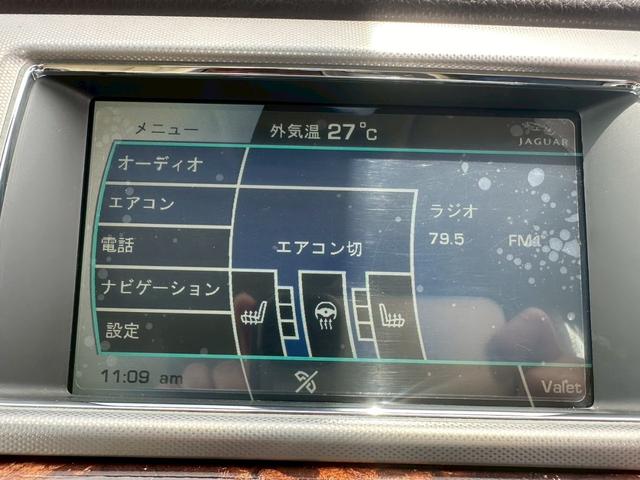 メニュー
外気温 27°C
JAGUAR
オーディオ
エアコン
電話
ナビゲーション
設定
エアコン切
ラジオ
79.5 FM1
11:09 am
Valet